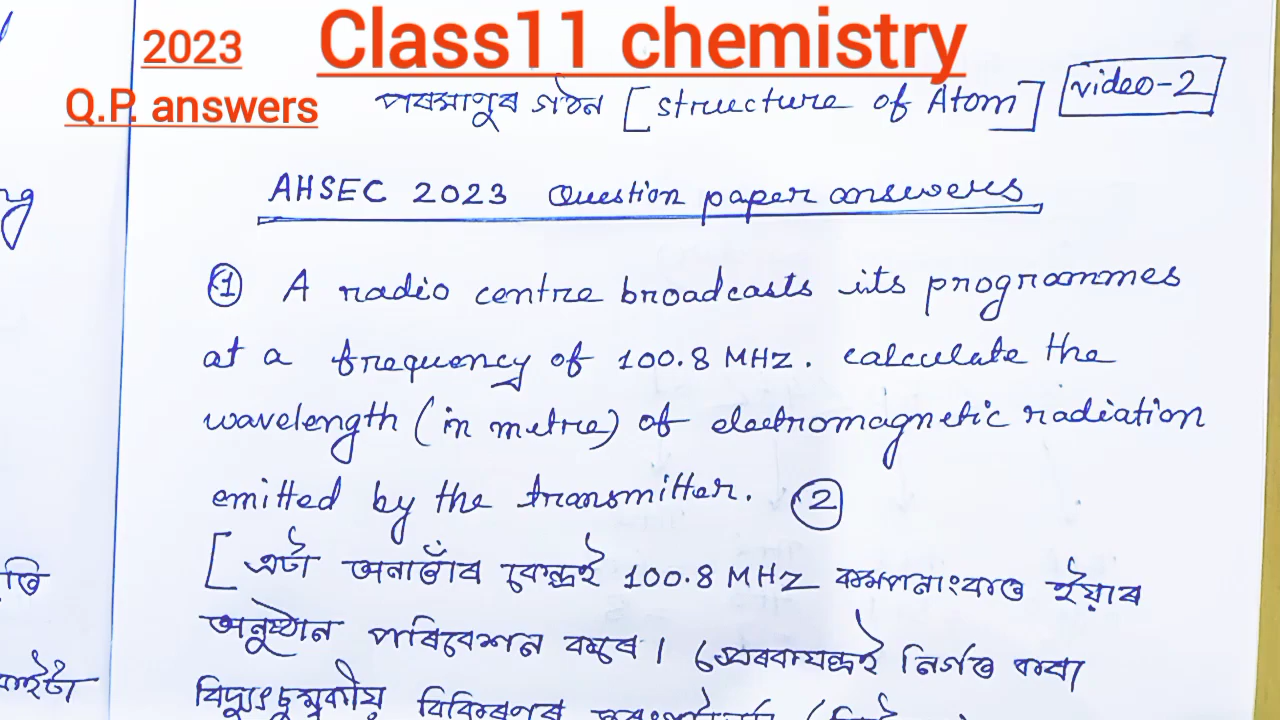 2023 Class11 chemistry
Q.P. answers পৰমাণুৰ গঠন [structure of Atom] video-2
AHSEC 2023 Question paper answers
① A radio centre broadcasts its programmes
at a frequency of 100.8 MHZ. calculate the
wavelength (in metre) of electromagnetic radiation
emitted by the transmitter. ②
[এটা অনাতাঁৰ কেন্দ্ৰই 100.8 MHZ কম্পনাংকত ইয়াৰ
অনুষ্ঠান পৰিবেশন কৰে। প্ৰেৰকযন্ত্ৰই নিৰ্গত কৰা
বিদ্যুৎচুম্বকীয় বিকিৰণৰ